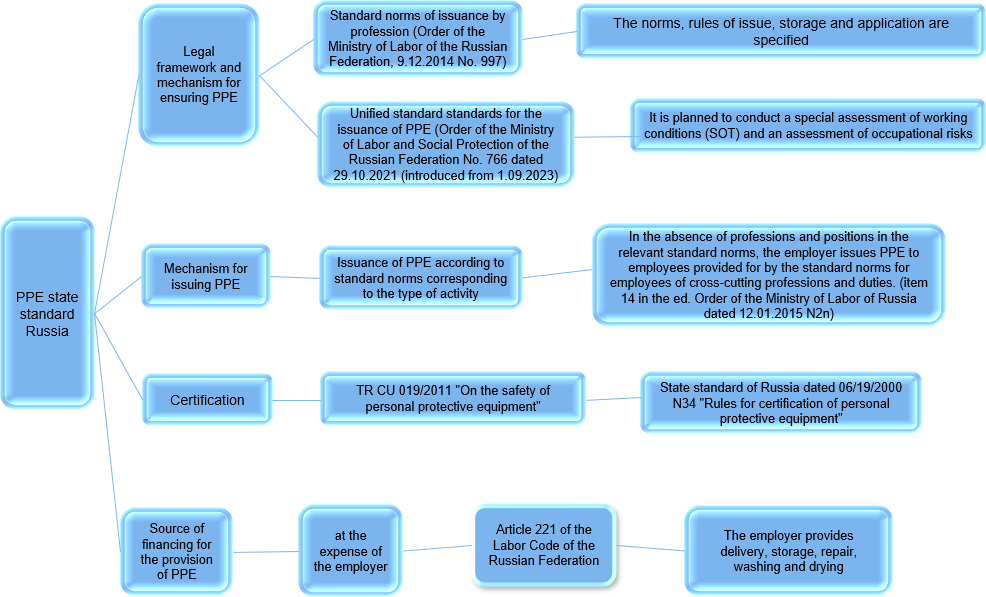 PPE state
standard
Russia
Legal
framework and
mechanism for
ensuring PPE
Standard norms of issuance by
profession (Order of the
Ministry of Labor of the Russian
Federation, 9.12.2014 No. 997)
The norms, rules of issue, storage and application are
specified
Unified standard standards for the
issuance of PPE (Order of the Ministry
of Labor and Social Protection of the
Russian Federation No. 766 dated
29.10.2021 (introduced from 1.09.2023)
It is planned to conduct a special assessment of working
conditions (SOT) and an assessment of occupational risks
Mechanism for
issuing PPE
Issuance of PPE according to
standard norms corresponding
to the type of activity
In the absence of professions and positions in the
relevant standard norms, the employer issues PPE to
employees provided for by the standard norms for
employees of cross-cutting professions and duties. (item
14 in the ed. Order of the Ministry of Labor of Russia
dated 12.01.2015 N2n)
Certification
TR CU 019/2011 "On the safety of
personal protective equipment"
State standard of Russia dated 06/19/2000
N34 "Rules for certification of personal
protective equipment"
Source of
financing for
the provision
of PPE
at the
expense of
the employer
Article 221 of the
Labor Code of the
Russian Federation
The employer provides
delivery, storage, repair,
washing and drying